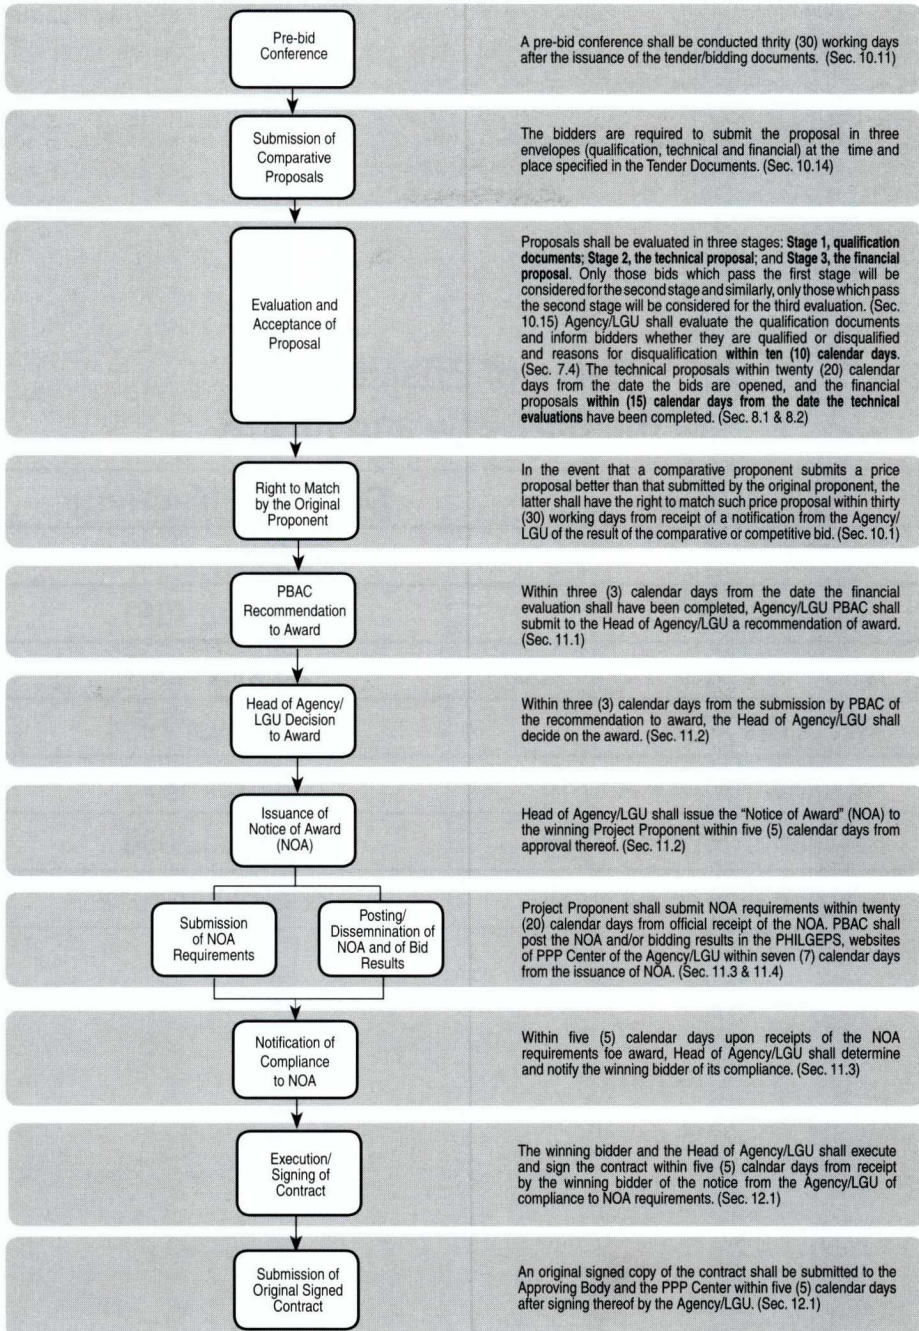 Pre-bid
Conference
A pre-bid conference shall be conducted thrity (30) working days
after the issuance of the tender/bidding documents. (Sec. 10.11)
Submission of
Comparative
Proposals
The bidders are required to submit the proposal in three
envelopes (qualification, technical and financial) at the time and
place specified in the Tender Documents. (Sec. 10.14)
Evaluation and
Acceptance of
Proposal
Proposals shall be evaluated in three stages: Stage 1, qualification
documents; Stage 2, the technical proposal; and Stage 3, the financial
proposal. Only those bids which pass the first stage will be
considered for the second stage and similarly, only those which pass
the second stage will be considered for the third evaluation. (Sec.
10.15) Agency/LGU shall evaluate the qualification documents
and inform bidders whether they are qualified or disqualified
and reasons for disqualification within ten (10) calendar days.
(Sec. 7.4) The technical proposals within twenty (20) calendar
days from the date the bids are opened, and the financial
proposals within (15) calendar days from the date the technical
evaluations have been completed. (Sec. 8.1 & 8.2)
Right to Match
by the Original
Proponent
In the event that a comparative proponent submits a price
proposal better than that submitted by the original proponent, the
latter shall have the right to match such price proposal within thirty
(30) working days from receipt of a notification from the Agency/
LGU of the result of the comparative or competitive bid. (Sec. 10.1)
PBAC
Recommendation
to Award
Within three (3) calendar days from the date the financial
evaluation shall have been completed, Agency/LGU PBAC shall
submit to the Head of Agency/LGU a recommendation of award.
(Sec. 11.1)
Head of Agency/
LGU Decision
to Award
Within three (3) calendar days from the submission by PBAC of
the recommendation to award, the Head of Agency/LGU shall
decide on the award. (Sec. 11.2)
Issuance of
Notice of Award
(NOA)
Head of Agency/LGU shall issue the “Notice of Award” (NOA) to
the winning Project Proponent within five (5) calendar days from
approval thereof. (Sec. 11.2)
Submission
of NOA
Requirements
Posting/
Dissemnination of
NOA and of Bid
Results
Project Proponent shall submit NOA requirements within twenty
(20) calendar days from official receipt of the NOA. PBAC shall
post the NOA and/or bidding results in the PHILGEPS, websites
of PPP Center of the Agency/LGU within seven (7) calendar days
from the issuance of NOA. (Sec. 11.3 & 11.4)
Notification of
Compliance
to NOA
Within five (5) calendar days upon receipts of the NOA
requirements foe award, Head of Agency/LGU shall determine
and notify the winning bidder of its compliance. (Sec. 11.3)
Execution/
Signing of
Contract
The winning bidder and the Head of Agency/LGU shall execute
and sign the contract within five (5) calndar days from receipt
by the winning bidder of the notice from the Agency/LGU of
compliance to NOA requirements. (Sec. 12.1)
Submission of
Original Signed
Contract
An original signed copy of the contract shall be submitted to the
Approving Body and the PPP Center within five (5) calendar days
after signing thereof by the Agency/LGU. (Sec. 12.1)